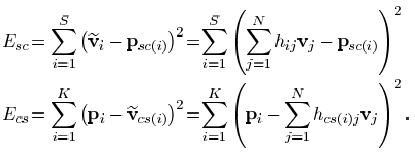 $E_{sc} = \sum_{i=1}^{S} \left( \widetilde{\mathbf{v}}_i - \mathbf{p}_{sc(i)} \right)^2 = \sum_{i=1}^{S} \left( \sum_{j=1}^{N} h_{ij} \mathbf{v}_j - \mathbf{p}_{sc(i)} \right)^2$
$E_{cs} = \sum_{i=1}^{K} \left( \mathbf{p}_i - \widetilde{\mathbf{v}}_{cs(i)} \right)^2 = \sum_{i=1}^{K} \left( \mathbf{p}_i - \sum_{j=1}^{N} h_{cs(i)j} \mathbf{v}_j \right)^2 .$